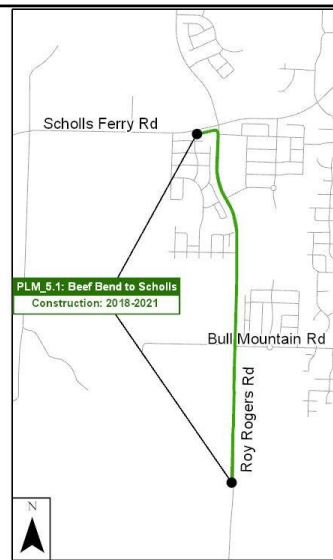 Scholls Ferry Rd
PLM_5.1: Beef Bend to Scholls
Construction: 2018-2021
Bull Mountain Rd
Roy Rogers Rd
N